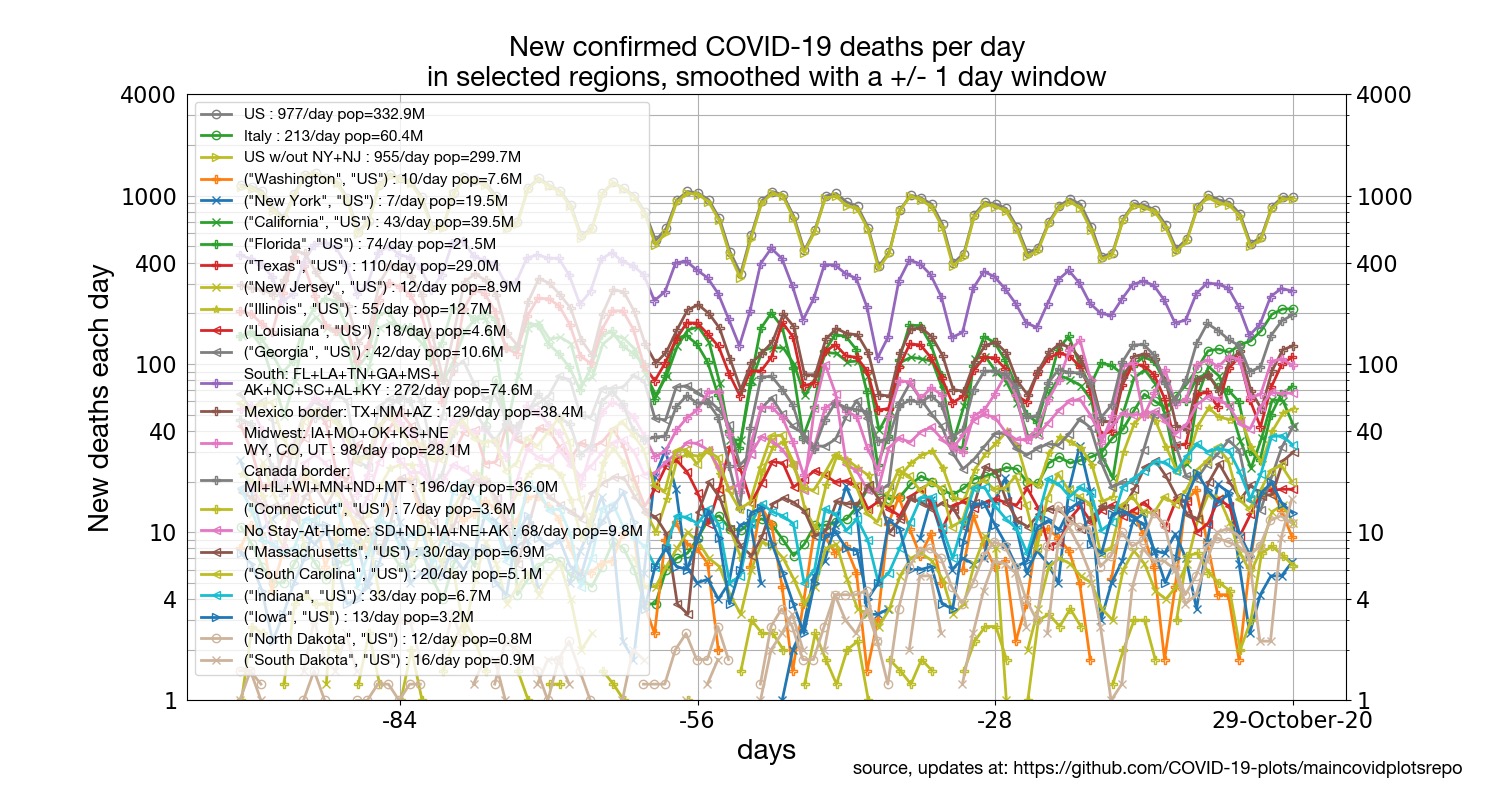 New confirmed COVID-19 deaths per day
in selected regions, smoothed with a +/- 1 day window
4000
1000
400
100
40
10
4
1
New deaths each day
US : 977/day pop=332.9M
Italy : 213/day pop=60.4M
US w/out NY+NJ : 955/day pop=299.7M
("Washington", "US") : 10/day pop=7.6M
("New York", "US") : 7/day pop=19.5M
("California", "US") : 43/day pop=39.5M
("Florida", "US") : 74/day pop=21.5M
("Texas", "US") : 110/day pop=29.0M
("New Jersey", "US") : 12/day pop=8.9M
("Illinois", "US") : 55/day pop=12.7M
("Louisiana", "US") : 18/day pop=4.6M
("Georgia", "US") : 42/day pop=10.6M
South: FL+LA+TN+GA+MS+
AK+NC+SC+AL+KY : 272/day pop=74.6M
Mexico border: TX+NM+AZ : 129/day pop=38.4M
Midwest: IA+MO+OK+KS+NE
WY, CO, UT : 98/day pop=28.1M
Canada border:
MI+IL+WI+MN+ND+MT : 196/day pop=36.0M
("Connecticut", "US") : 7/day pop=3.6M
No Stay-At-Home: SD+ND+IA+NE+AK : 68/day pop=9.8M
("Massachusetts", "US") : 30/day pop=6.9M
("South Carolina", "US") : 20/day pop=5.1M
("Indiana", "US") : 33/day pop=6.7M
("Iowa", "US") : 13/day pop=3.2M
("North Dakota", "US") : 12/day pop=0.8M
("South Dakota", "US") : 16/day pop=0.9M
4000
1000
400
100
40
10
4
1
-84
-56
-28
29-October-20
days
source, updates at: https://github.com/COVID-19-plots/maincovidplotsrepo